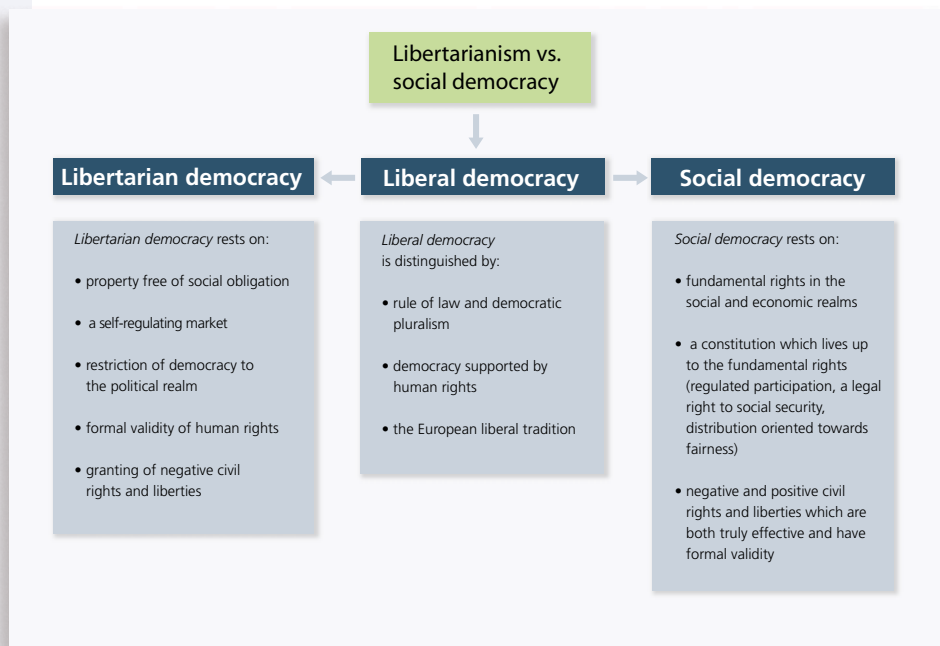 Libertarianism vs.
social democracy
Libertarian democracy
Liberal democracy
Social democracy
Libertarian democracy rests on:
• property free of social obligation
• a self-regulating market
• restriction of democracy to
the political realm
• formal validity of human rights
• granting of negative civil
rights and liberties
Liberal democracy
is distinguished by:
• rule of law and democratic
pluralism
• democracy supported by
human rights
• the European liberal tradition
Social democracy rests on:
• fundamental rights in the
social and economic realms
• a constitution which lives up
to the fundamental rights
(regulated participation, a legal
right to social security,
distribution oriented towards
fairness)
• negative and positive civil
rights and liberties which are
both truly effective and have
formal validity